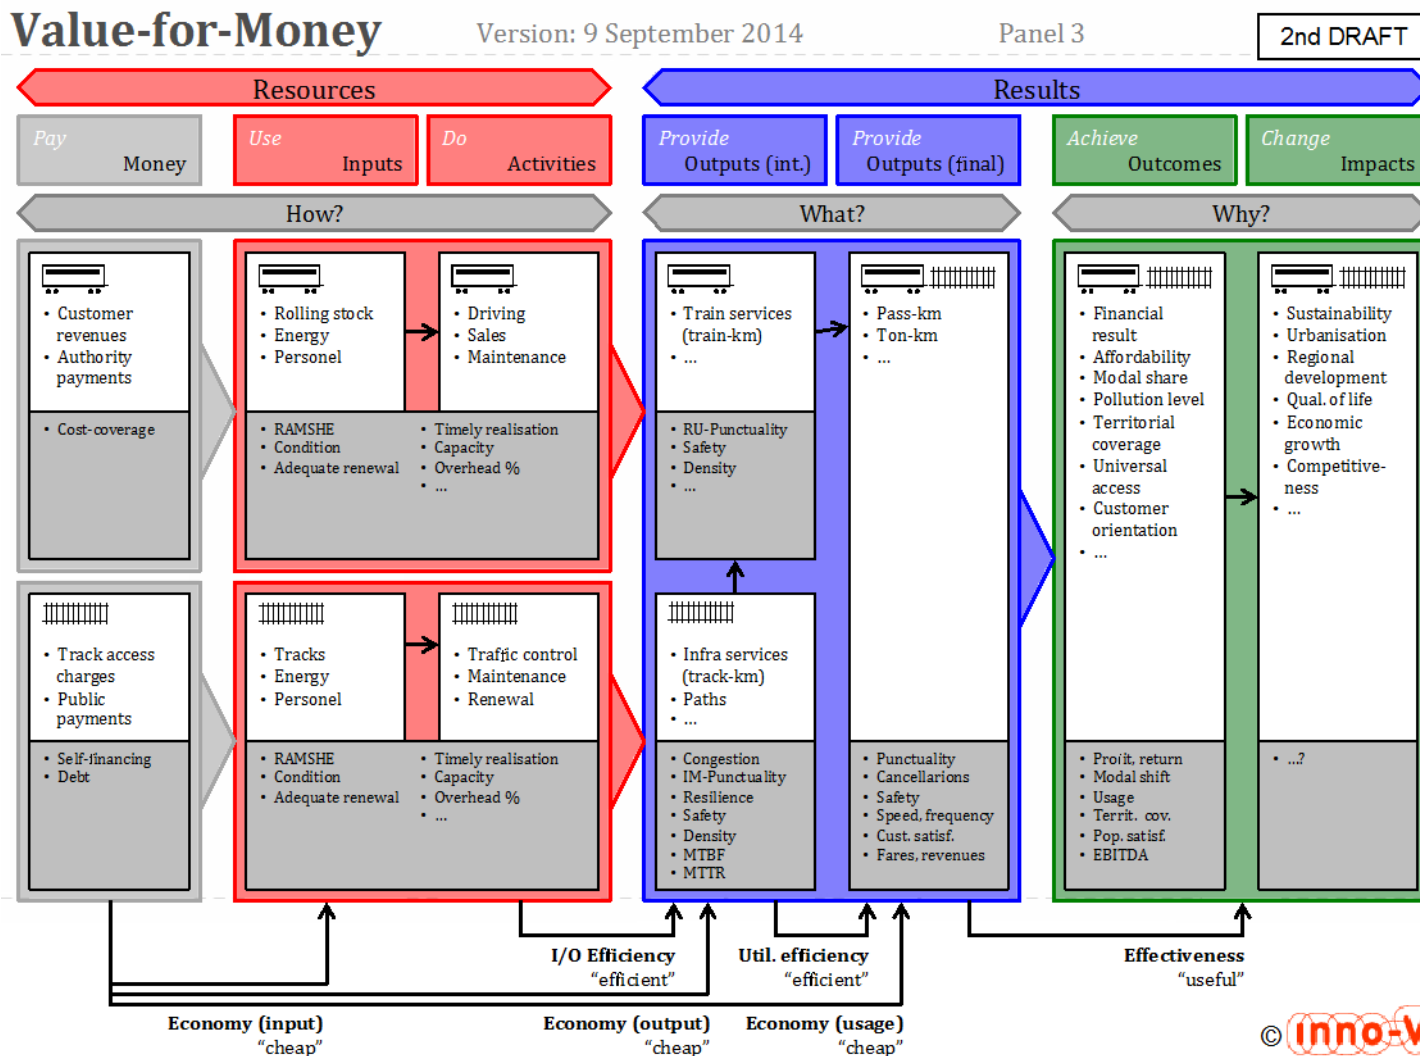 Value-for-Money
Version: 9 September 2014
Panel 3
2nd DRAFT
Resources
Results
Pay
Money
Use
Inputs
Do
Activities
Provide
Outputs (int.)
Provide
Outputs (final)
Achieve
Outcomes
Change
Impacts
How?
What?
Why?
• Customer
revenues
• Authority
payments
• Cost-coverage
• Rolling stock
• Energy
• Personel
• Driving
• Sales
• Maintenance
• RAMSHE
• Condition
• Adequate renewal
• Timely realisation
• Capacity
• Overhead %
• ...
• Train services
(train-km)
• ...
• RU-Punctuality
• Safety
• Density
• ...
• Pass-km
• Ton-km
• ...
• Financial
result
• Affordability
• Modal share
• Pollution level
• Territorial
coverage
• Universal
access
• Customer
orientation
• ...
• Sustainability
• Urbanisation
• Regional
development
• Qual. of life
• Economic
growth
• Competitive-
ness
• ...
• Track access
charges
• Public
payments
• Self-financing
• Debt
• Tracks
• Energy
• Personel
• Traffic control
• Maintenance
• Renewal
• RAMSHE
• Condition
• Adequate renewal
• Timely realisation
• Capacity
• Overhead %
• ...
• Infra services
(track-km)
• Paths
• ...
• Congestion
• IM-Punctuality
• Resilience
• Safety
• Density
• MTBF
• MTTR
• Punctuality
• Cancellarions
• Safety
• Speed, frequency
• Cust. satisf.
• Fares, revenues
• Profit, return
• Modal shift
• Usage
• Territ. cov.
• Pop. satisf.
• EBITDA
• ...?
I/O Efficiency
“efficient”
Util. efficiency
“efficient”
Effectiveness
“useful”
Economy (input)
“cheap”
Economy (output)
“cheap”
Economy (usage)
“cheap”
© inno-V